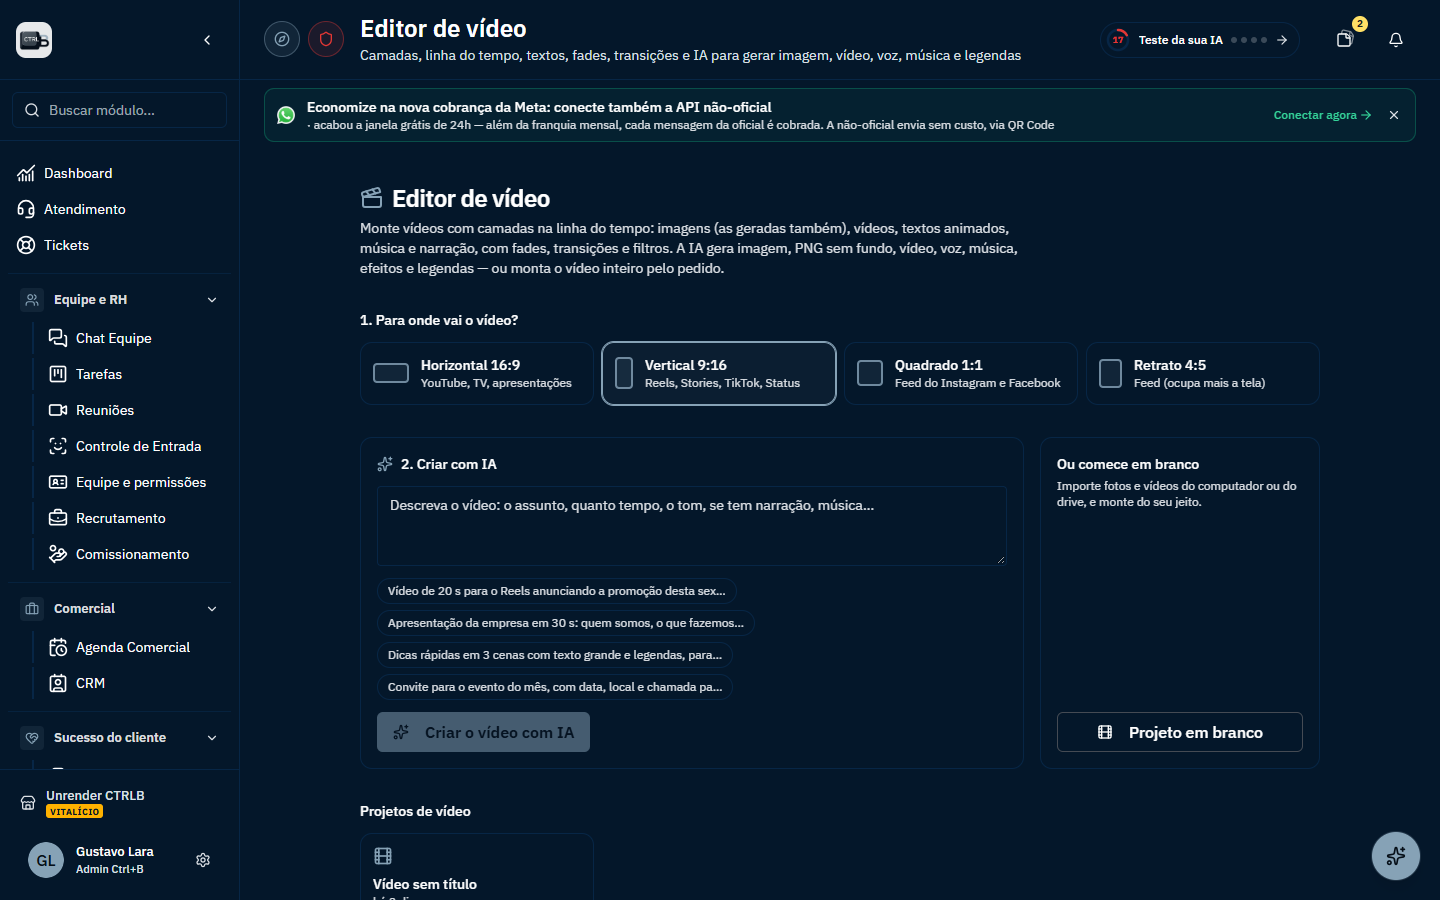 CTRL B
Editor de vídeo
Camadas, linha do tempo, textos, fades, transições e IA para gerar imagem, vídeo, voz, música e legendas
17
Teste da sua IA
2
Buscar módulo...
Economize na nova cobrança da Meta: conecte também a API não-oficial
· acabou a janela grátis de 24h — além da franquia mensal, cada mensagem da oficial é cobrada. A não-oficial envia sem custo, via QR Code
Conectar agora
Dashboard
Atendimento
Tickets
Equipe e RH
Chat Equipe
Tarefas
Reuniões
Controle de Entrada
Equipe e permissões
Recrutamento
Comissionamento
Comercial
Agenda Comercial
CRM
Sucesso do cliente
Unrender CTRLB
VITALÍCIO
GL
Gustavo Lara
Admin Ctrl+B
Editor de vídeo
Monte vídeos com camadas na linha do tempo: imagens (as geradas também), vídeos, textos animados,
música e narração, com fades, transições e filtros. A IA gera imagem, PNG sem fundo, vídeo, voz, música,
efeitos e legendas — ou monta o vídeo inteiro pelo pedido.
1. Para onde vai o vídeo?
Horizontal 16:9
YouTube, TV, apresentações
Vertical 9:16
Reels, Stories, TikTok, Status
Quadrado 1:1
Feed do Instagram e Facebook
Retrato 4:5
Feed (ocupa mais a tela)
2. Criar com IA
Descreva o vídeo: o assunto, quanto tempo, o tom, se tem narração, música...
Vídeo de 20 s para o Reels anunciando a promoção desta sex...
Apresentação da empresa em 30 s: quem somos, o que fazemos...
Dicas rápidas em 3 cenas com texto grande e legendas, para...
Convite para o evento do mês, com data, local e chamada pa...
Criar o vídeo com IA
Ou comece em branco
Importe fotos e vídeos do computador ou do
drive, e monte do seu jeito.
Projeto em branco
Projetos de vídeo
Vídeo sem título